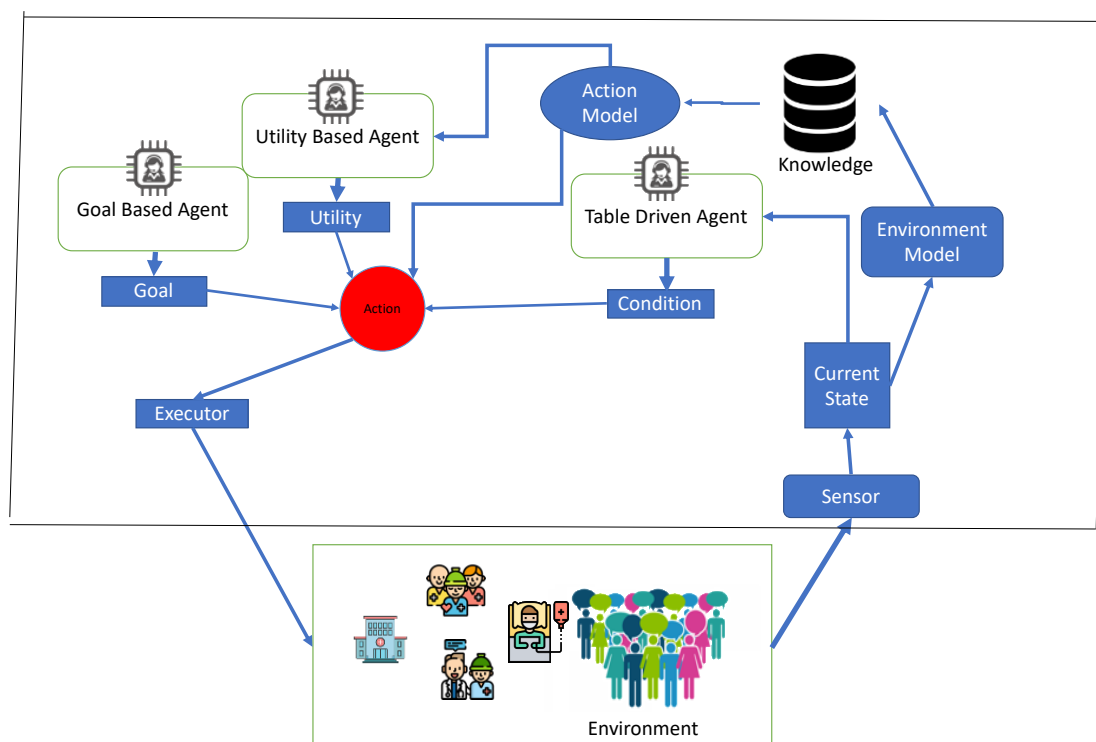 Action
Model
Utility Based Agent
Knowledge
Goal Based Agent
Utility
Table Driven Agent
Environment
Model
Goal
Action
Condition
Current
State
Executor
Sensor
Environment